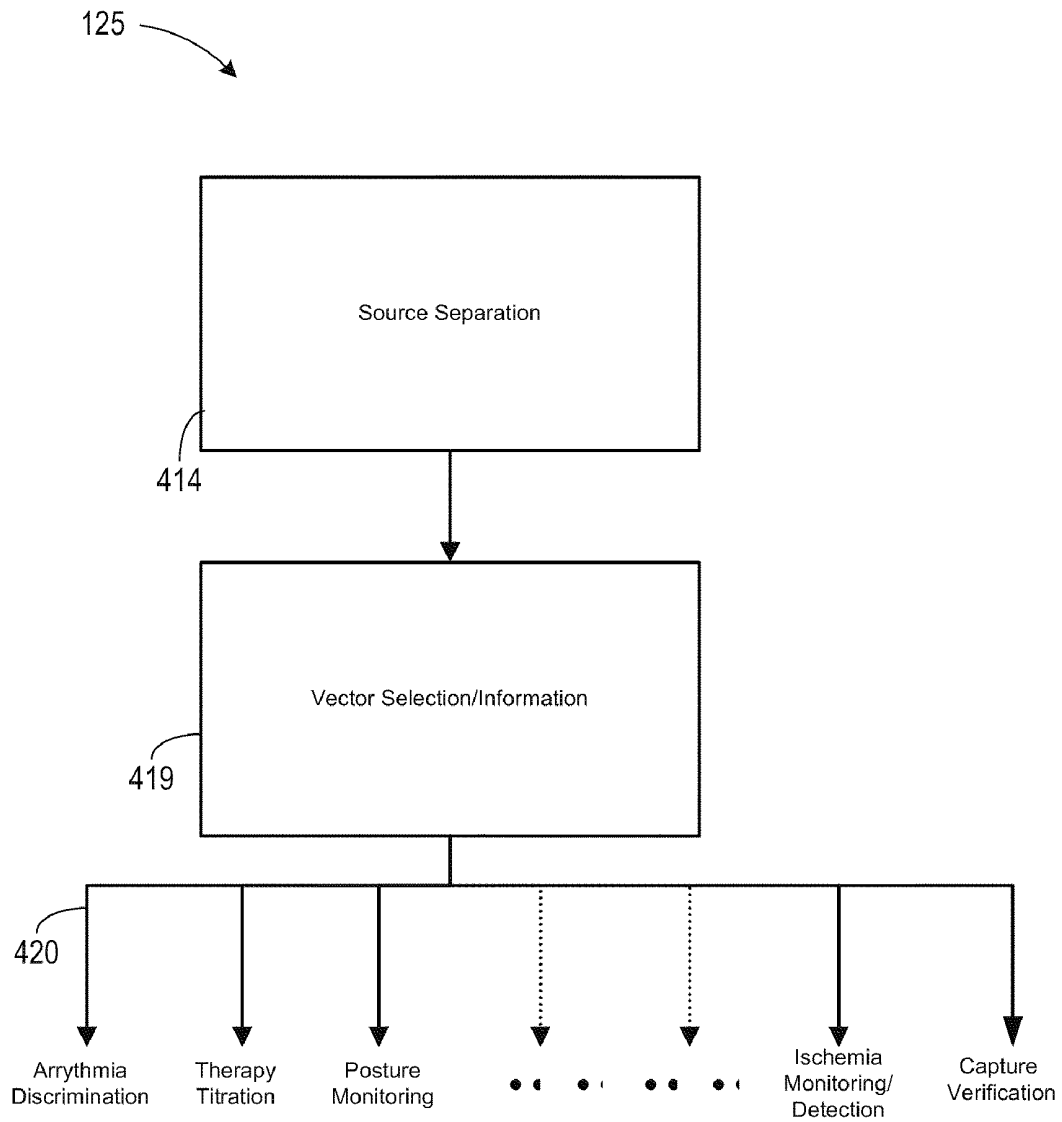 125
Source Separation
414
Vector Selection/Information
419
420
Arrythmia
Discrimination
Therapy
Titration
Posture
Monitoring
Ischemia
Monitoring/
Detection
Capture
Verification